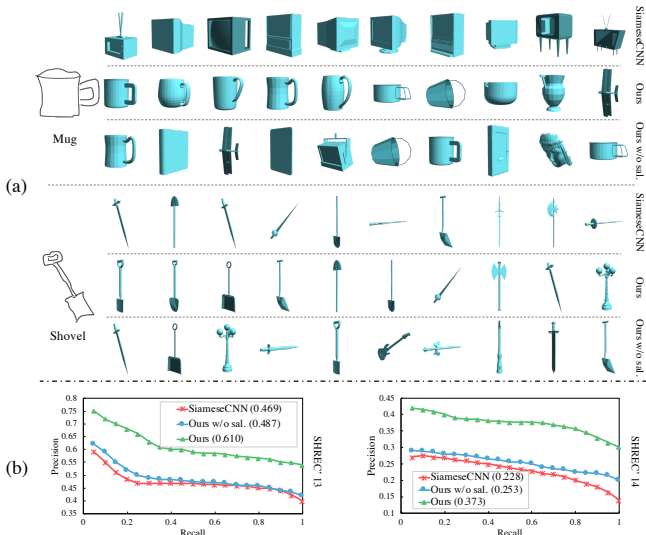 SiameseCNN
Ours
Mug
Ours w/o sal.
(a)
SiameseCNN
Ours
Shovel
Ours w/o sal.
(b)
0.8
0.75
0.7
0.65
0.6
0.55
0.5
0.45
0.4
0.35
Precision
SiameseCNN (0.469)
Ours w/o sal. (0.487)
Ours (0.610)
0 0.2 0.4 0.6 0.8 1
Recall
SHREC' 13
0.45
0.4
0.35
0.3
0.25
0.2
0.15
0.1
Precision
SiameseCNN (0.228)
Ours w/o sal. (0.253)
Ours (0.373)
0 0.2 0.4 0.6 0.8 1
Recall
SHREC' 14